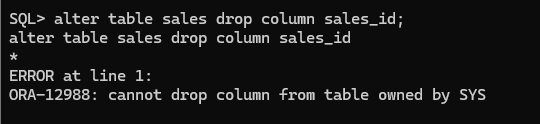 SQL> alter table sales drop column sales_id;
alter table sales drop column sales_id
*
ERROR at line 1:
ORA-12988: cannot drop column from table owned by SYS